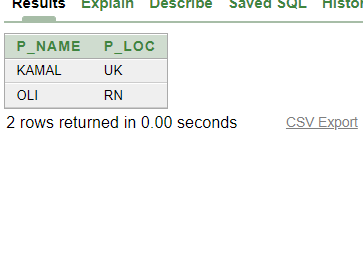 Results Explain Describe Saved SQL
P_NAME P_LOC
KAMAL UK
OLI RN
2 rows returned in 0.00 seconds CSV Export